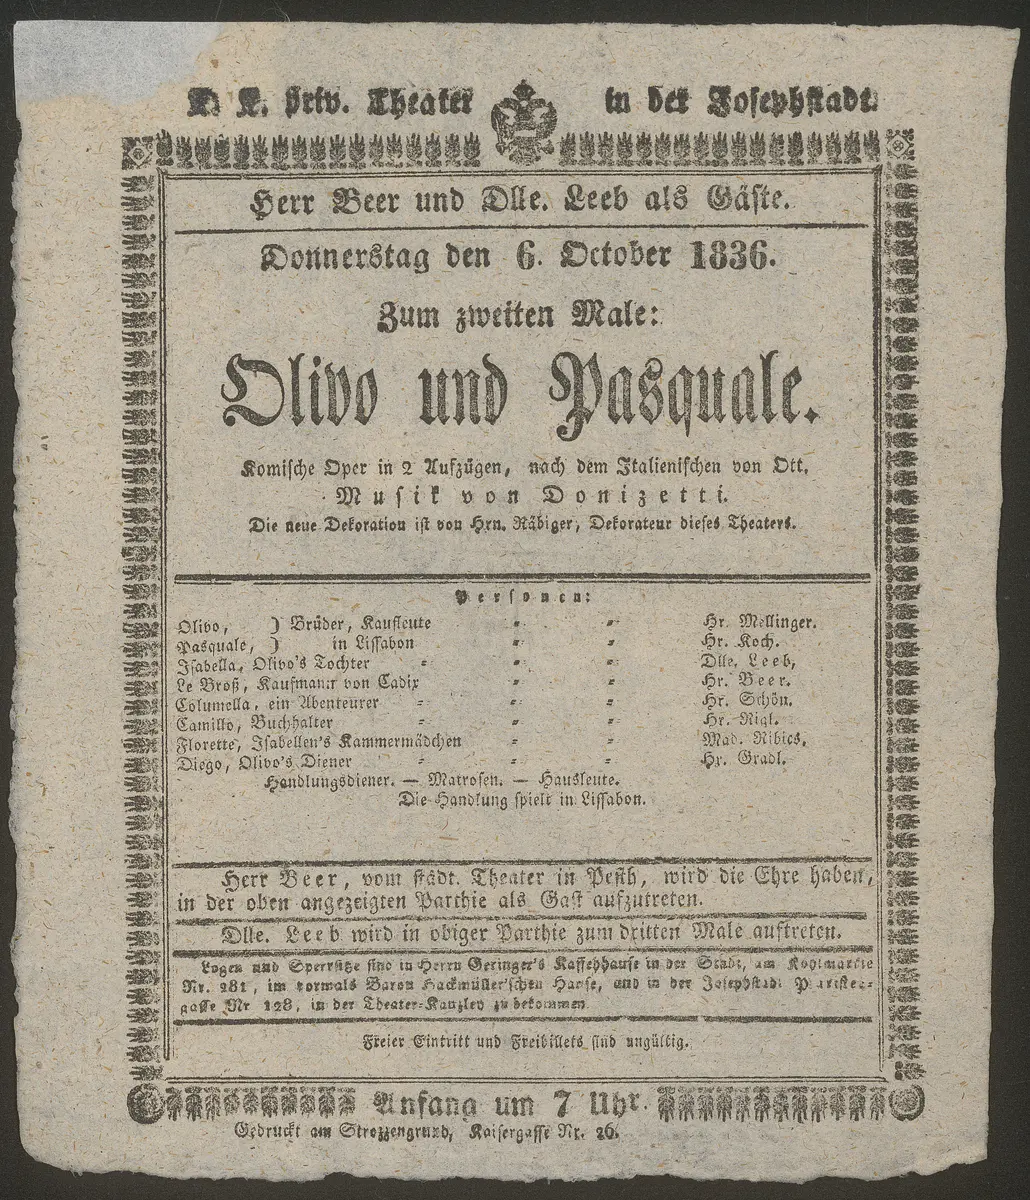 K. K. priv. Theater in der Josephstadt.
Herr Beer und Dlle. Leeb als Gäste.
Donnerstag den 6. October 1836.
Zum zweiten Male:
Olivo und Pasquale.
Komische Oper in 2 Aufzügen, nach dem Italienischen von Ott,
Musik von Donizetti.
Die neue Dekoration ist von Hrn. Räbiger, Dekorateur dieses Theaters.
Personen:
Olivo, ) Brüder, Kaufleute Hr. Mellinger.
Pasquale, ) in Lissabon Hr. Koch.
Isabella, Olivo's Tochter Dlle. Leeb,
Le Broß, Kaufmann von Cadix Hr. Beer.
Columella, ein Abenteurer Hr. Schön.
Camillo, Buchhalter Hr. Rigl.
Florette, Isabellen's Kammermädchen Mad. Ribics,
Diego, Olivo's Diener Hr. Gradl.
Handlungsdiener. — Matrosen. — Hausleute.
Die Handlung spielt in Lissabon.
Herr Beer, vom städt. Theater in Pesth, wird die Ehre haben,
in der oben angezeigten Parthie als Gast aufzutreten.
Dlle. Leeb wird in obiger Parthie zum dritten Male auftreten.
Logen und Sperrsitze sind in Herrn Geringer's Kaffehhause in der Stadt, am Kohlmarkte
Nr. 281, im vormals Baron Hackmüller'schen Hause, und in der Josephstadt Piaristen-
gasse Nr 128, in der Theater-Kanzley zu bekommen
Freier Eintritt und Freibillets sind ungültig.
Anfang um 7 Uhr.
Gedruckt am Strozzengrund, Kaisergasse Nr. 26.